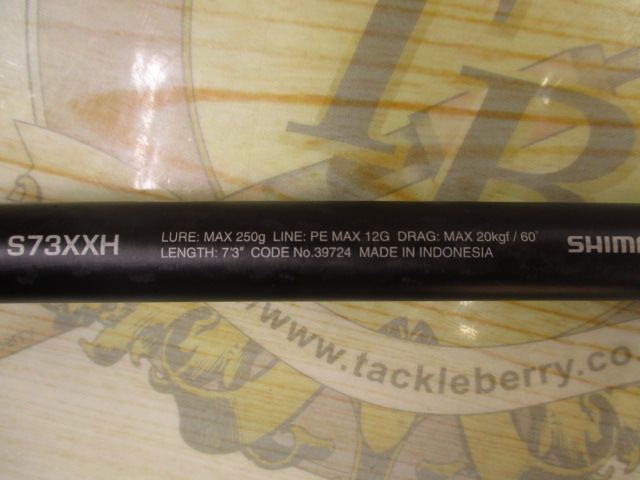 TB
S73XXH
LURE: MAX 250g LINE: PE MAX 12G DRAG: MAX 20kgf / 60°
LENGTH: 7'3" CODE No.39724 MADE IN INDONESIA
SHIM
www.tackleberry.co.